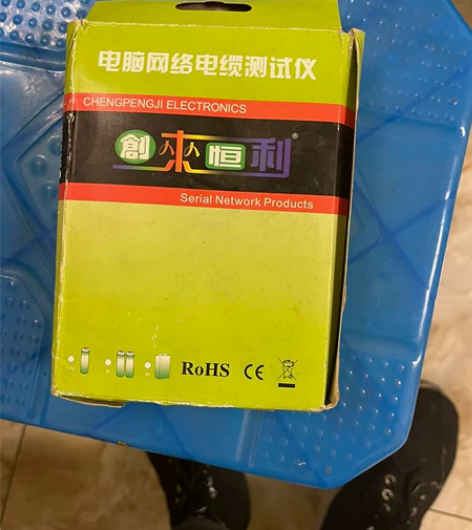 电脑网络电缆测试仪
CHENGPENGJI ELECTRONICS
創来恒利®
Serial Network Products
RoHS CE